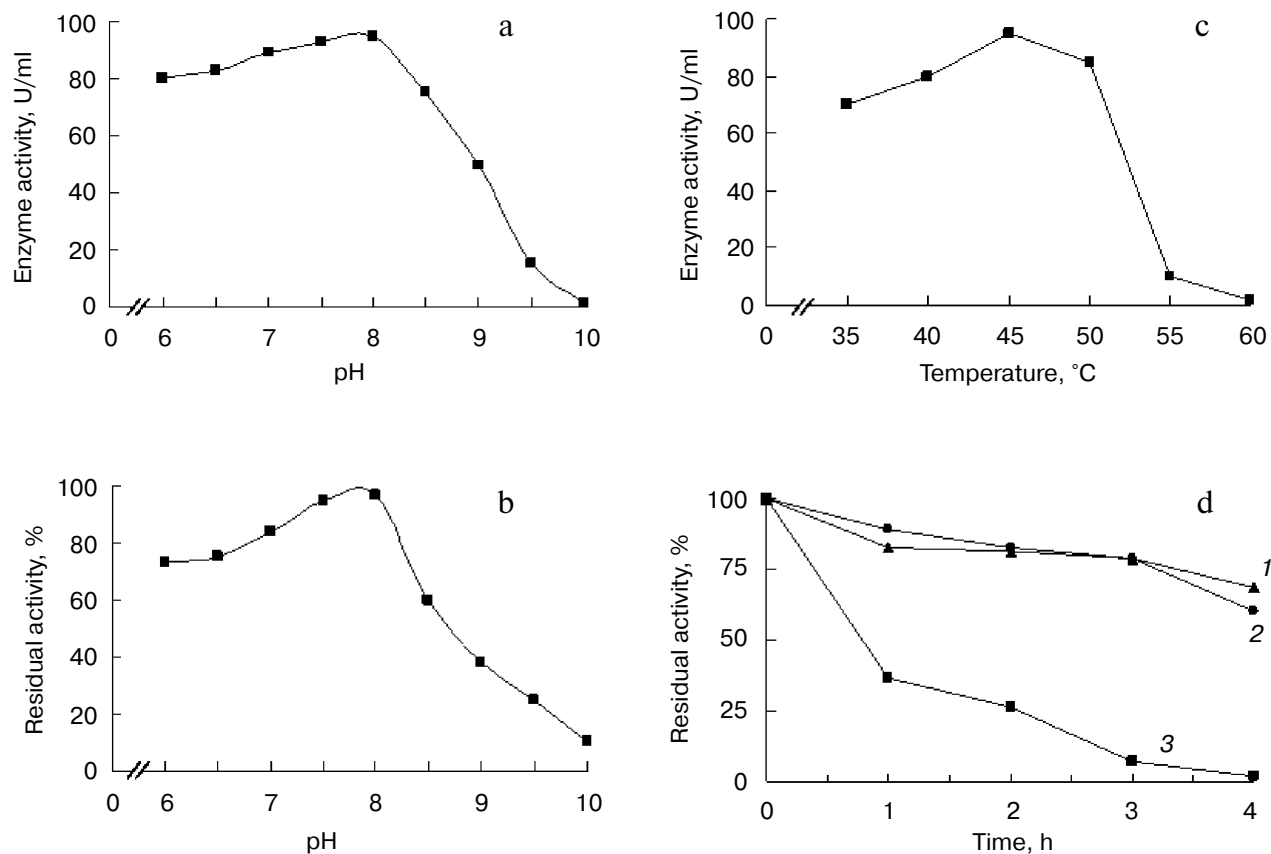 a
Enzyme activity, U/ml
100
80
60
40
20
0
0 6 7 8 9 10
pH
c
Enzyme activity, U/ml
100
80
60
40
20
0
0 35 40 45 50 55 60
Temperature, °C
b
Residual activity, %
100
80
60
40
20
0
0 6 7 8 9 10
pH
d
Residual activity, %
100
75
50
25
0
1
2
3
0 1 2 3 4
Time, h